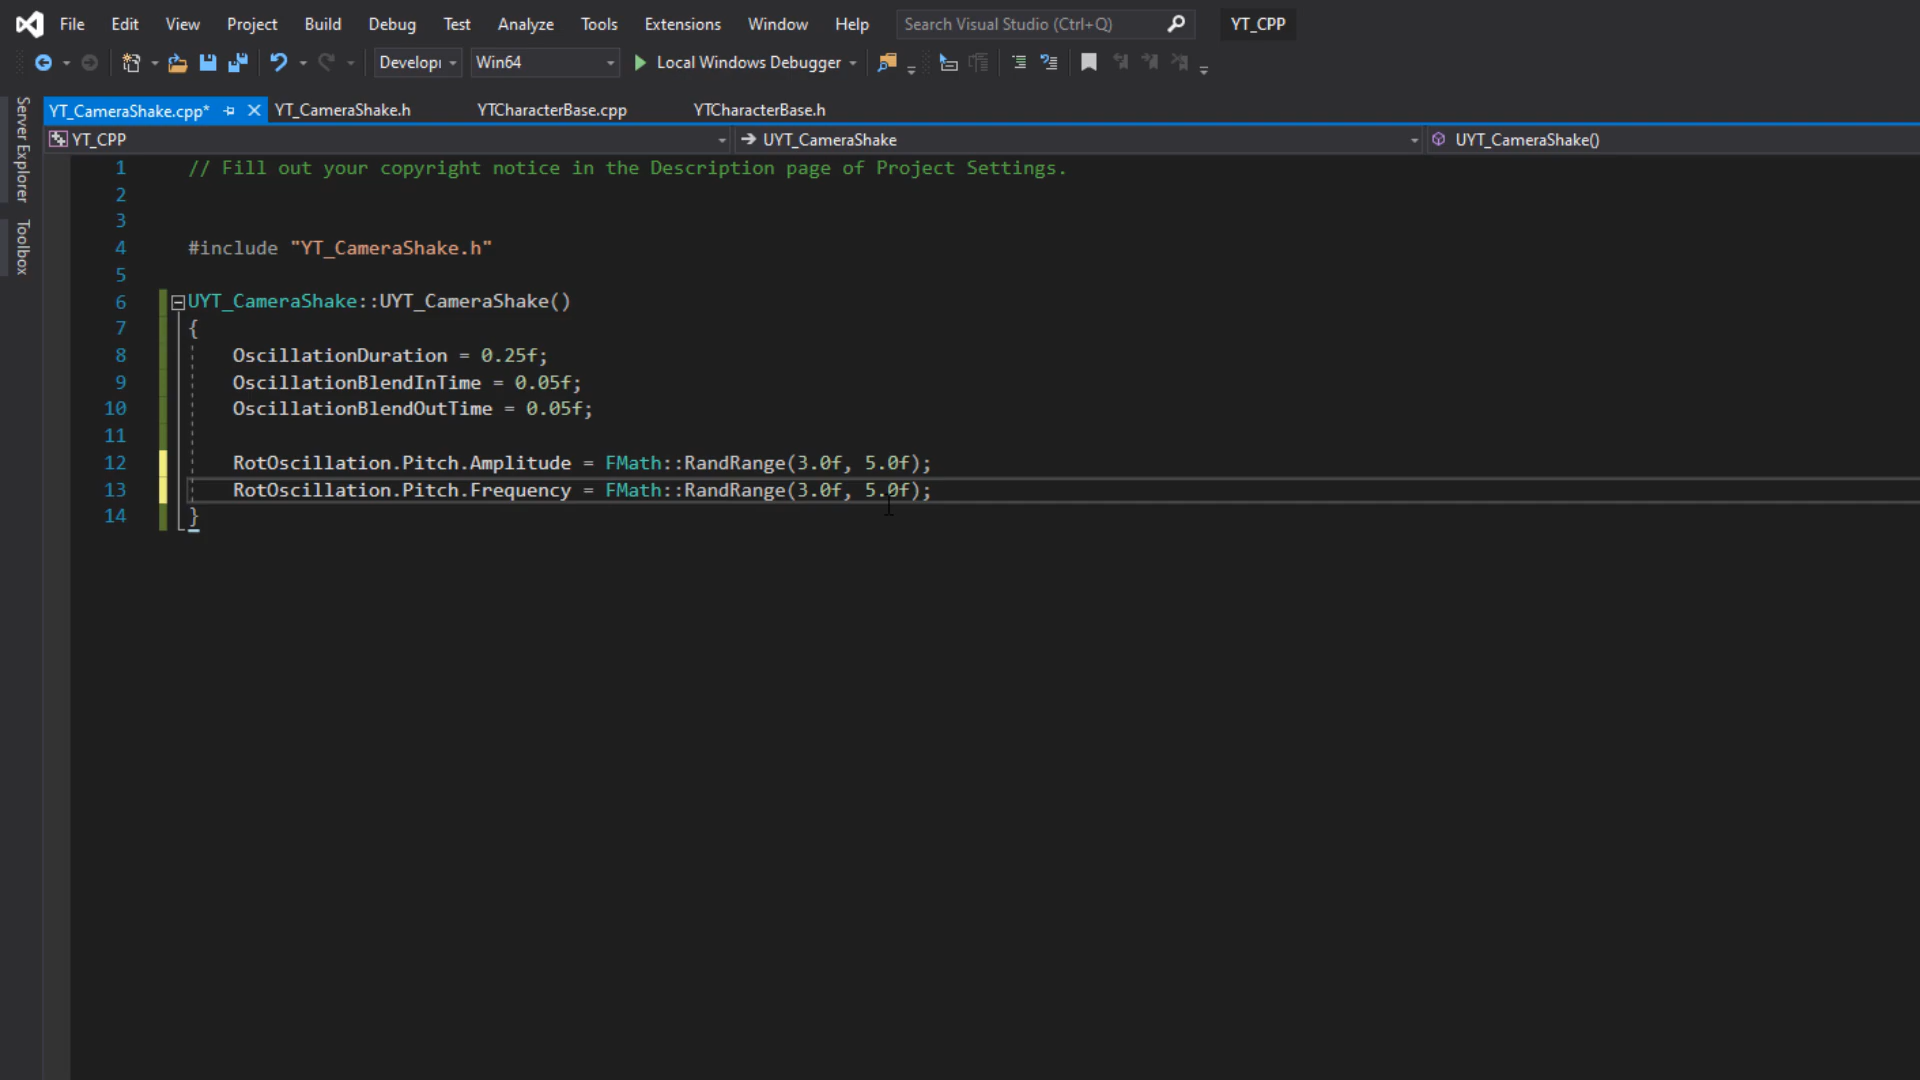 File Edit View Project Build Debug Test Analyze Tools Extensions Window Help Search Visual Studio (Ctrl+Q) YT_CPP
Develop Win64 Local Windows Debugger
Server Explorer
Toolbox
YT_CameraShake.cpp* YT_CameraShake.h YTCharacterBase.cpp YTCharacterBase.h
YT_CPP UYT_CameraShake UYT_CameraShake()
1 // Fill out your copyright notice in the Description page of Project Settings.
2
3
4 #include "YT_CameraShake.h"
5
6 UYT_CameraShake::UYT_CameraShake()
7 {
8 OscillationDuration = 0.25f;
9 OscillationBlendInTime = 0.05f;
10 OscillationBlendOutTime = 0.05f;
11
12 RotOscillation.Pitch.Amplitude = FMath::RandRange(3.0f, 5.0f);
13 RotOscillation.Pitch.Frequency = FMath::RandRange(3.0f, 5.0f);
14 }